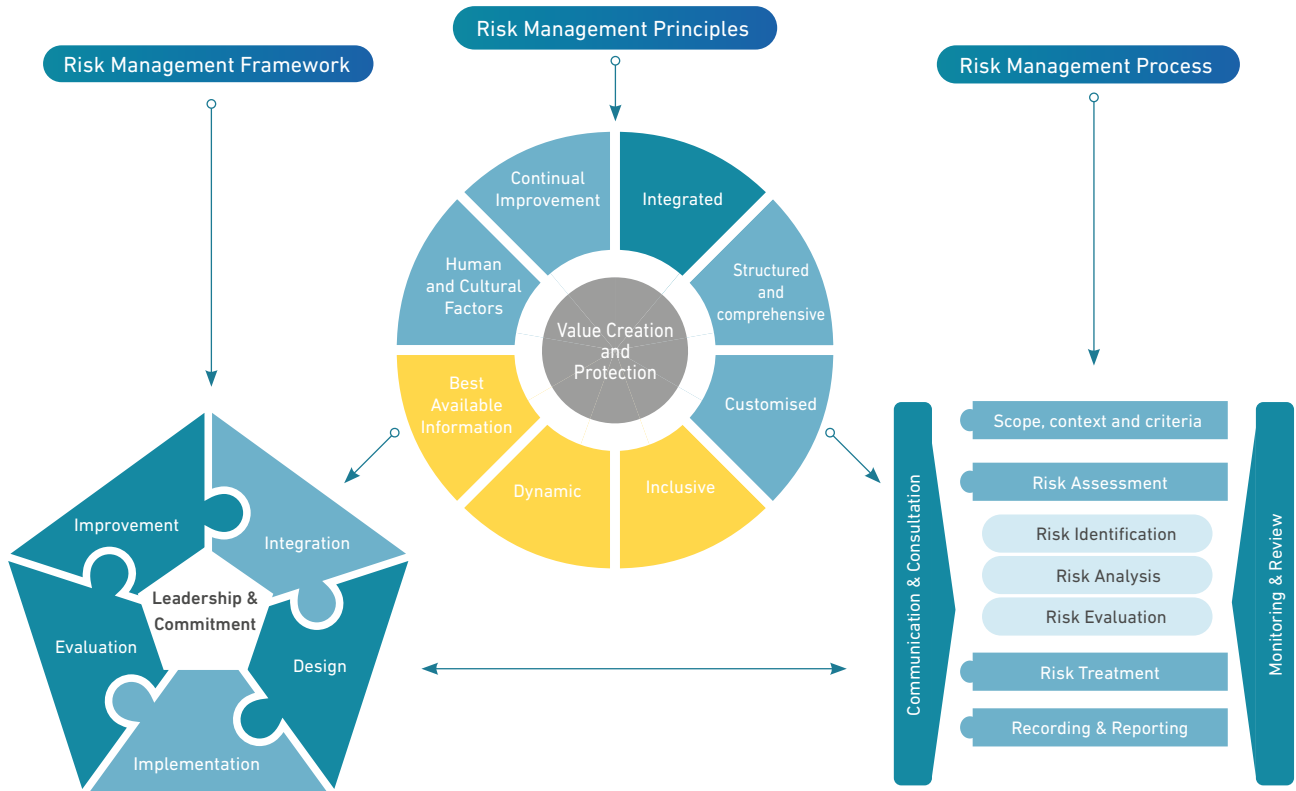 Risk Management Principles
Risk Management Framework
Risk Management Process
Continual
Improvement
Integrated
Human
and Cultural
Factors
Structured
and
comprehensive
Value Creation
and
Protection
Best
Available
Information
Customised
Dynamic
Inclusive
Improvement
Integration
Leadership &
Commitment
Evaluation
Design
Implementation
Communication & Consultation
Scope, context and criteria
Risk Assessment
Risk Identification
Risk Analysis
Risk Evaluation
Risk Treatment
Recording & Reporting
Monitoring & Review